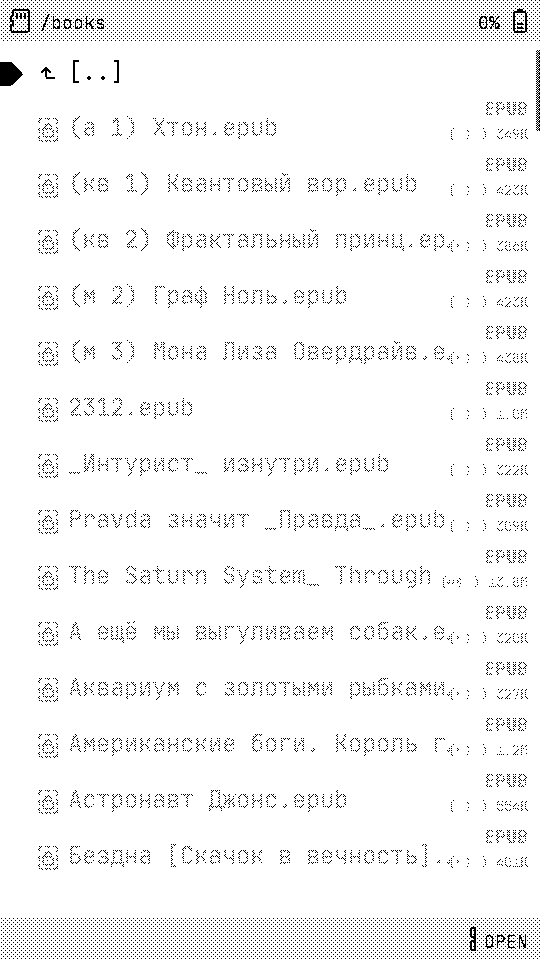 /books 0%
[..]
EPUB
(а 1) Хтон.epub
EPUB
(кв 1) Квантовый вор.epub
EPUB
(кв 2) Фрактальный принц.ep
EPUB
(м 2) Граф Ноль.epub
EPUB
(м 3) Мона Лиза Овердрайв.e
EPUB
2312.epub
EPUB
_Интурист_ изнутри.epub
EPUB
Pravda значит _Правда_.epub
EPUB
The Saturn System_ Through
EPUB
А ещё мы выгуливаем собак.e
EPUB
Аквариум с золотыми рыбками
EPUB
Американские боги. Король г
EPUB
Астронавт Джонс.epub
EPUB
Бездна [Скачок в вечность].
OPEN